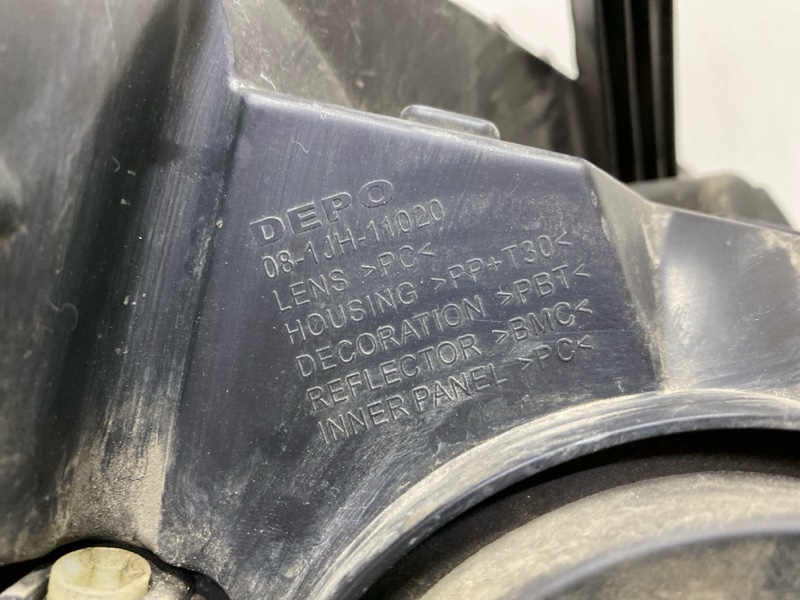 DEPO
08-1JH-11020
LENS >PC<
HOUSING >PP+T30<
DECORATION >PBT<
REFLECTOR >BMC<
INNER PANEL >PC<